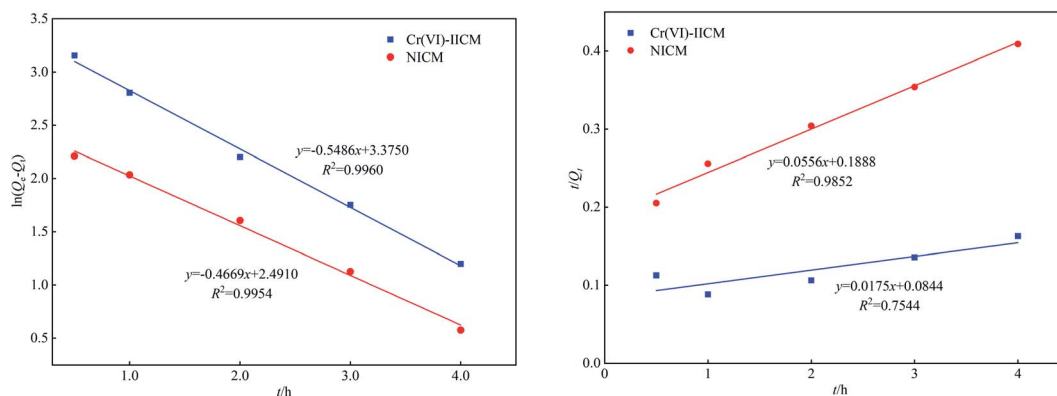 3.5
3.0
2.5
2.0
1.5
1.0
0.5
ln(Qe-Qt)
Cr(VI)-IICM
NICM
y=-0.5486x+3.3750
R²=0.9960
y=-0.4669x+2.4910
R²=0.9954
1.0 2.0 3.0 4.0
t/h
0.4
0.3
0.2
0.1
0.0
t/Qt
Cr(VI)-IICM
NICM
y=0.0556x+0.1888
R²=0.9852
y=0.0175x+0.0844
R²=0.7544
0 1 2 3 4
t/h